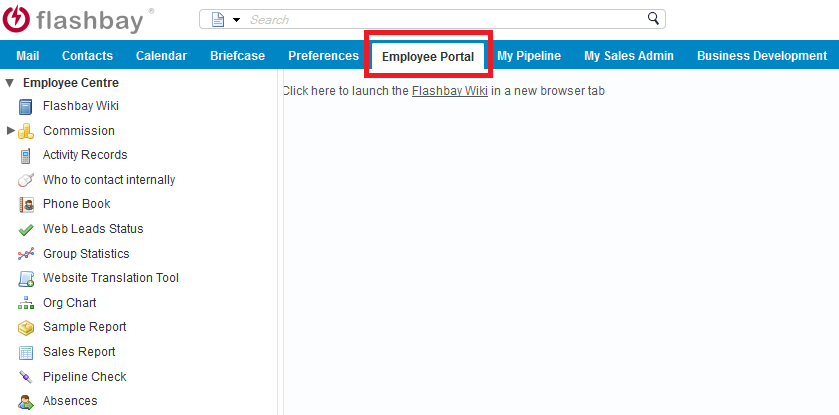 flashbay®
Search
Mail Contacts Calendar Briefcase Preferences Employee Portal My Pipeline My Sales Admin Business Development
Employee Centre
Click here to launch the Flashbay Wiki in a new browser tab
Flashbay Wiki
Commission
Activity Records
Who to contact internally
Phone Book
Web Leads Status
Group Statistics
Website Translation Tool
Org Chart
Sample Report
Sales Report
Pipeline Check
Absences